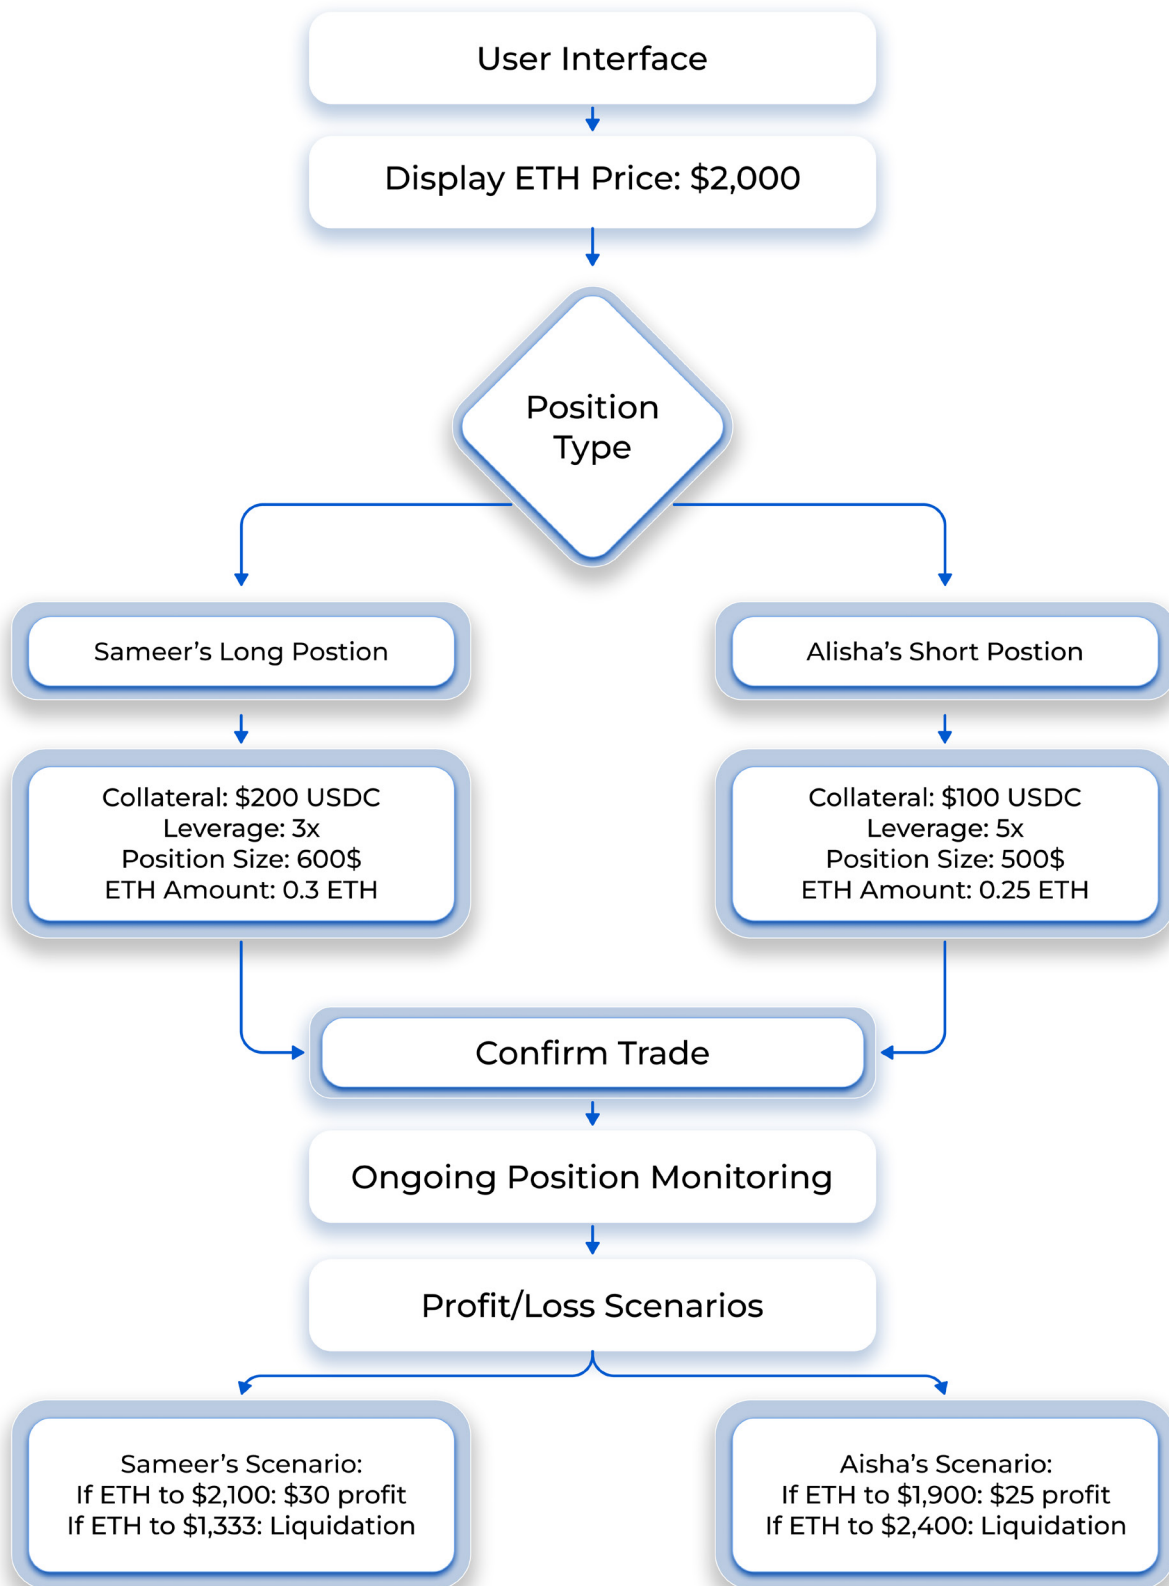 User Interface
Display ETH Price: $2,000
Position
Type
Sameer's Long Postion
Alisha's Short Postion
Collateral: $200 USDC
Leverage: 3x
Position Size: 600$
ETH Amount: 0.3 ETH
Collateral: $100 USDC
Leverage: 5x
Position Size: 500$
ETH Amount: 0.25 ETH
Confirm Trade
Ongoing Position Monitoring
Profit/Loss Scenarios
Sameer's Scenario:
If ETH to $2,100: $30 profit
If ETH to $1,333: Liquidation
Aisha's Scenario:
If ETH to $1,900: $25 profit
If ETH to $2,400: Liquidation